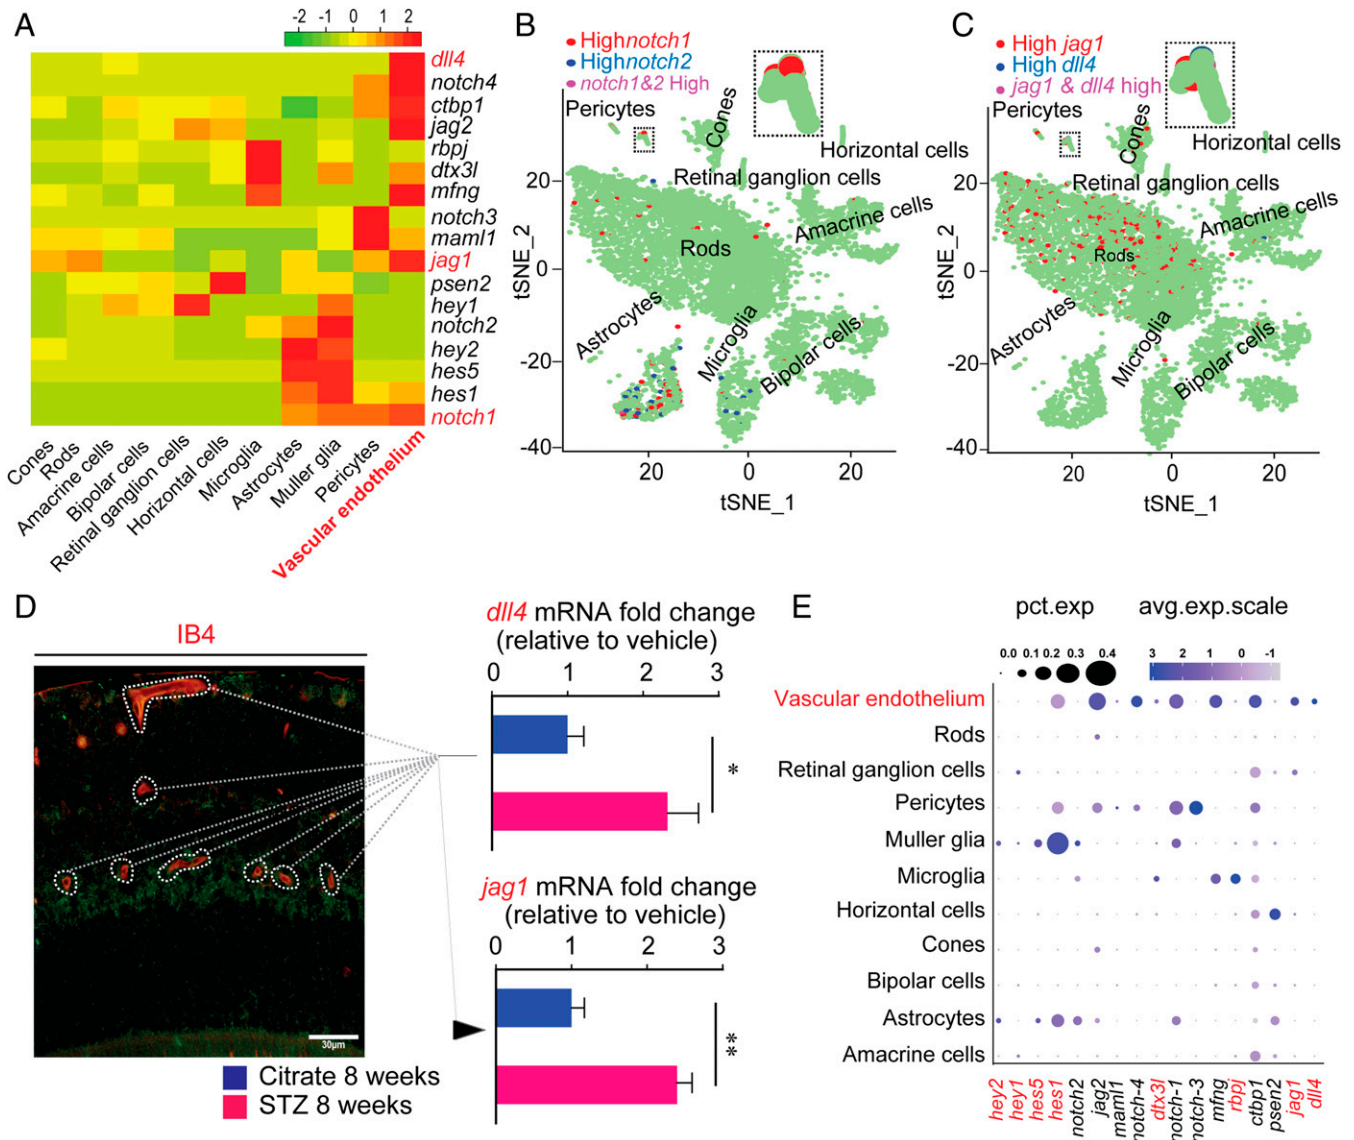 A
-2 -1 0 1 2
dll4
notch4
ctbp1
jag2
rbpj
dtx3l
mfng
notch3
maml1
jag1
psen2
hey1
notch2
hey2
hes5
hes1
notch1
Cones
Rods
Amacrine cells
Bipolar cells
Retinal ganglion cells
Horizontal cells
Microglia
Astrocytes
Muller glia
Pericytes
Vascular endothelium
B
High notch1
High notch2
notch1&2 High
Pericytes
Cones
Horizontal cells
Retinal ganglion cells
Amacrine cells
Rods
Astrocytes
Microglia
Bipolar cells
20
0
-20
-40
tSNE_2
20 0 20
tSNE_1
C
High jag1
High dll4
jag1 & dll4 high
Pericytes
Cones
Horizontal cells
Retinal ganglion cells
Amacrine cells
Rods
Astrocytes
Microglia
Bipolar cells
20
0
-20
-40
tSNE_2
20 0 20
tSNE_1
D
IB4
30µm
Citrate 8 weeks
STZ 8 weeks
dll4 mRNA fold change
(relative to vehicle)
0 1 2 3
*
jag1 mRNA fold change
(relative to vehicle)
0 1 2 3
**
E
pct.exp avg.exp.scale
0.0 0.1 0.2 0.3 0.4
3 2 1 0 -1
Vascular endothelium
Rods
Retinal ganglion cells
Pericytes
Muller glia
Microglia
Horizontal cells
Cones
Bipolar cells
Astrocytes
Amacrine cells
hey2
hey1
hes5
hes1
notch2
jag2
maml1
notch-4
dtx3l
notch-1
notch-3
mfng
rbpj
ctbp1
psen2
jag1
dll4